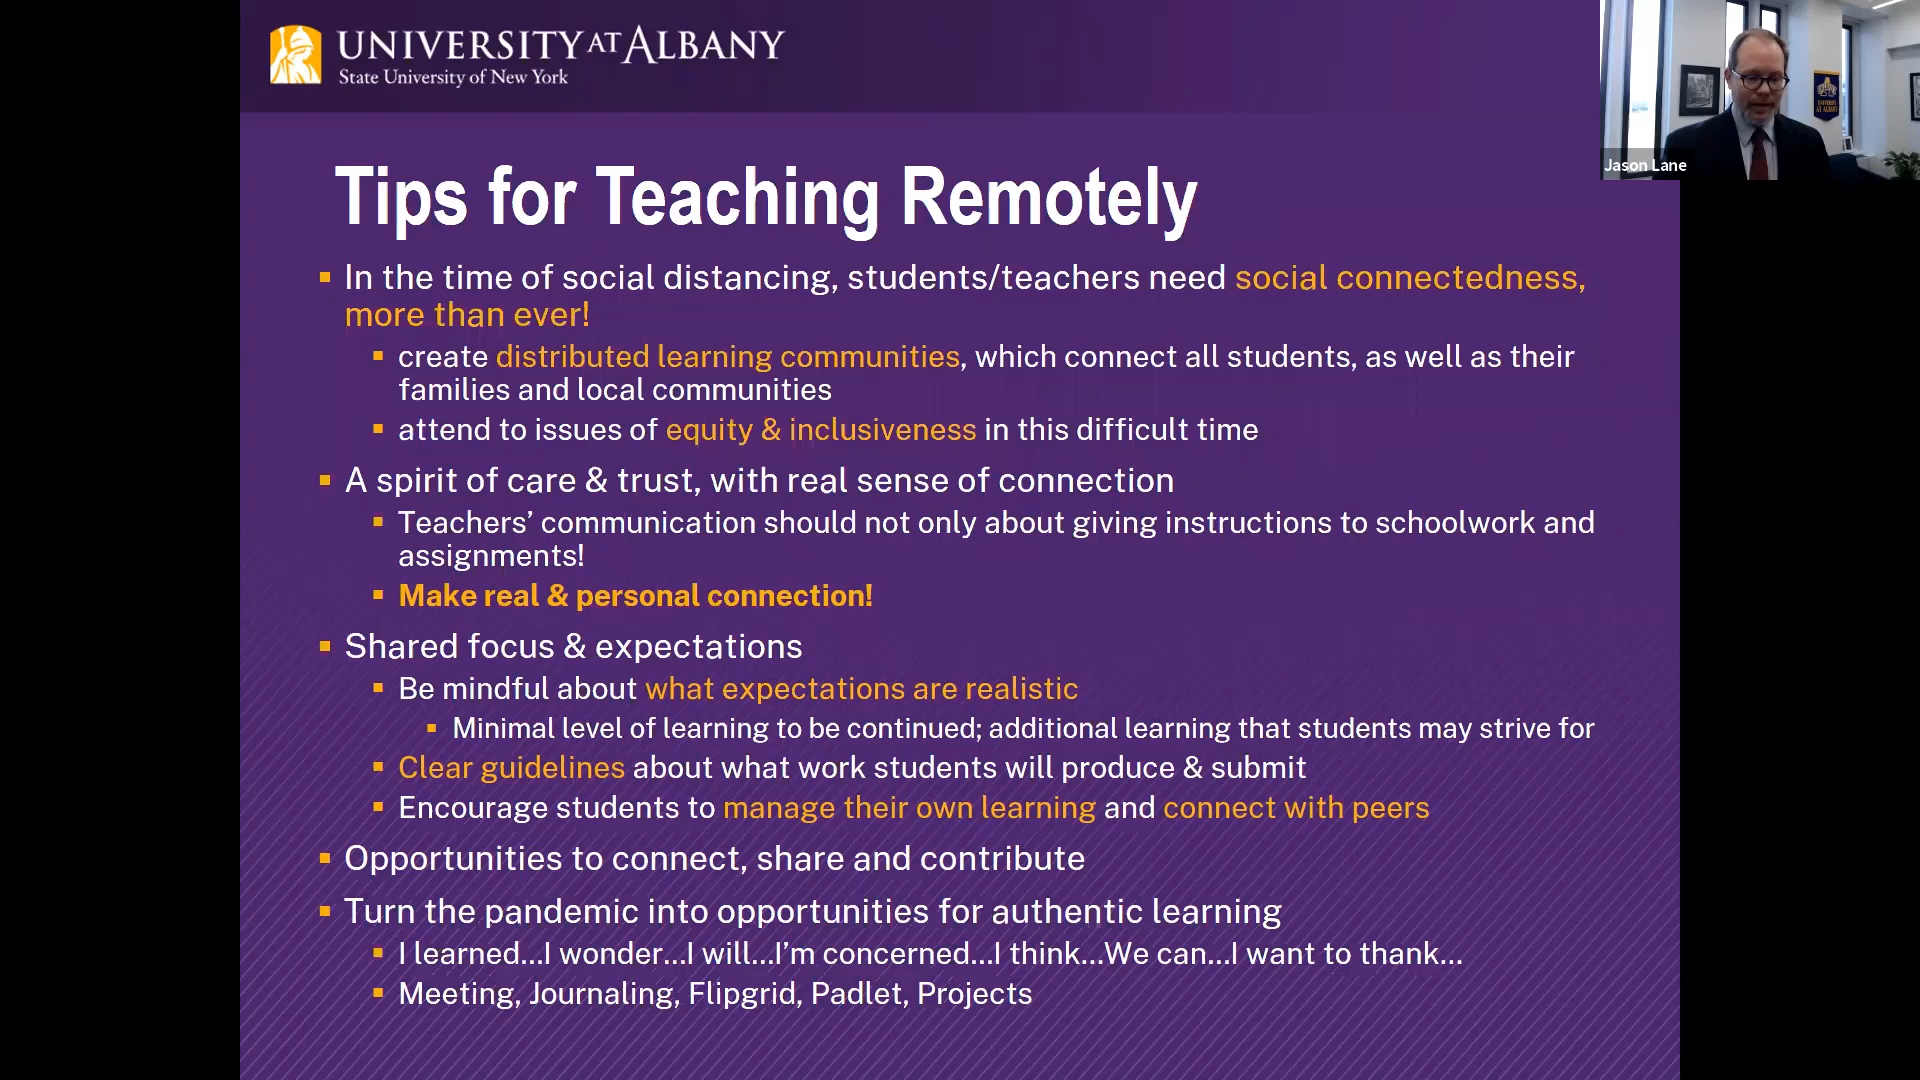 UNIVERSITY AT ALBANY
State University of New York
Jason Lane
UNIVERSITY
AT ALBANY
Tips for Teaching Remotely
In the time of social distancing, students/teachers need social connectedness,
more than ever!
create distributed learning communities, which connect all students, as well as their
families and local communities
attend to issues of equity & inclusiveness in this difficult time
A spirit of care & trust, with real sense of connection
Teachers’ communication should not only about giving instructions to schoolwork and
assignments!
Make real & personal connection!
Shared focus & expectations
Be mindful about what expectations are realistic
Minimal level of learning to be continued; additional learning that students may strive for
Clear guidelines about what work students will produce & submit
Encourage students to manage their own learning and connect with peers
Opportunities to connect, share and contribute
Turn the pandemic into opportunities for authentic learning
I learned...I wonder...I will...I’m concerned...I think...We can...I want to thank...
Meeting, Journaling, Flipgrid, Padlet, Projects